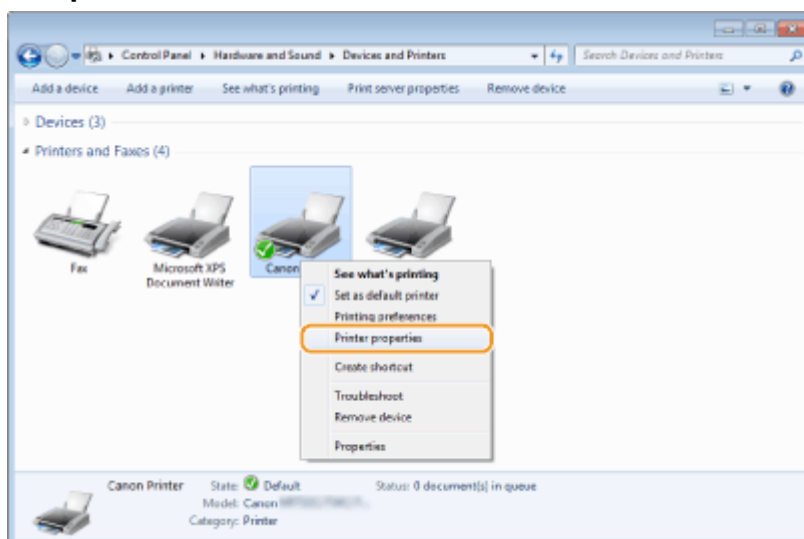 Control Panel ▸ Hardware and Sound ▸ Devices and Printers
Search Devices and Printers
Add a device Add a printer See what's printing Print server properties Remove device
Devices (3)
Printers and Faxes (4)
Fax
Microsoft XPS
Document Writer
Canon
See what's printing
Set as default printer
Printing preferences
Printer properties
Create shortcut
Troubleshoot
Remove device
Properties
Canon Printer State: Default Status: 0 document(s) in queue
Model: Canon
Category: Printer